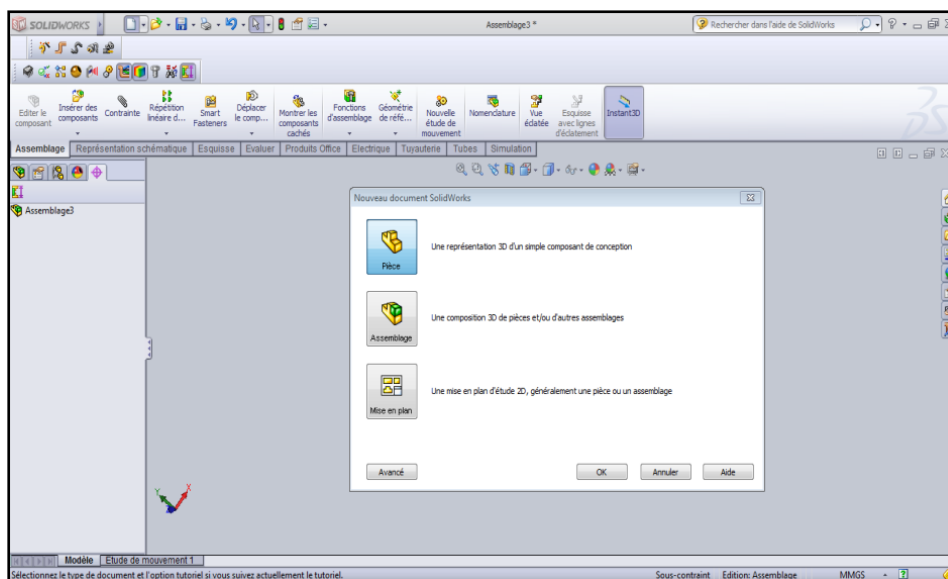 SOLIDWORKS
Assemblage3 *
Rechercher dans l'aide de SolidWorks
Editer le composant
Insérer des composants
Contrainte
Répétition linéaire d...
Smart Fasteners
Déplacer le comp...
Montrer les composants cachés
Fonctions d'assemblage
Géométrie de référ...
Nouvelle étude de mouvement
Nomenclature
Vue éclatée
Esquisse avec lignes d'éclatement
Instant3D
Assemblage Représentation schématique Esquisse Evaluer Produits Office Electrique Tuyauterie Tubes Simulation
Assemblage3
Nouveau document SolidWorks
Pièce
Une représentation 3D d'un simple composant de conception
Assemblage
Une composition 3D de pièces et/ou d'autres assemblages
Mise en plan
Une mise en plan d'étude 2D, généralement une pièce ou un assemblage
Avancé OK Annuler Aide
Y X
Modèle Etude de mouvement 1
Sélectionnez le type de document et l'option tutoriel si vous suivez actuellement le tutoriel. Sous-contraint Edition: Assemblage MMGS